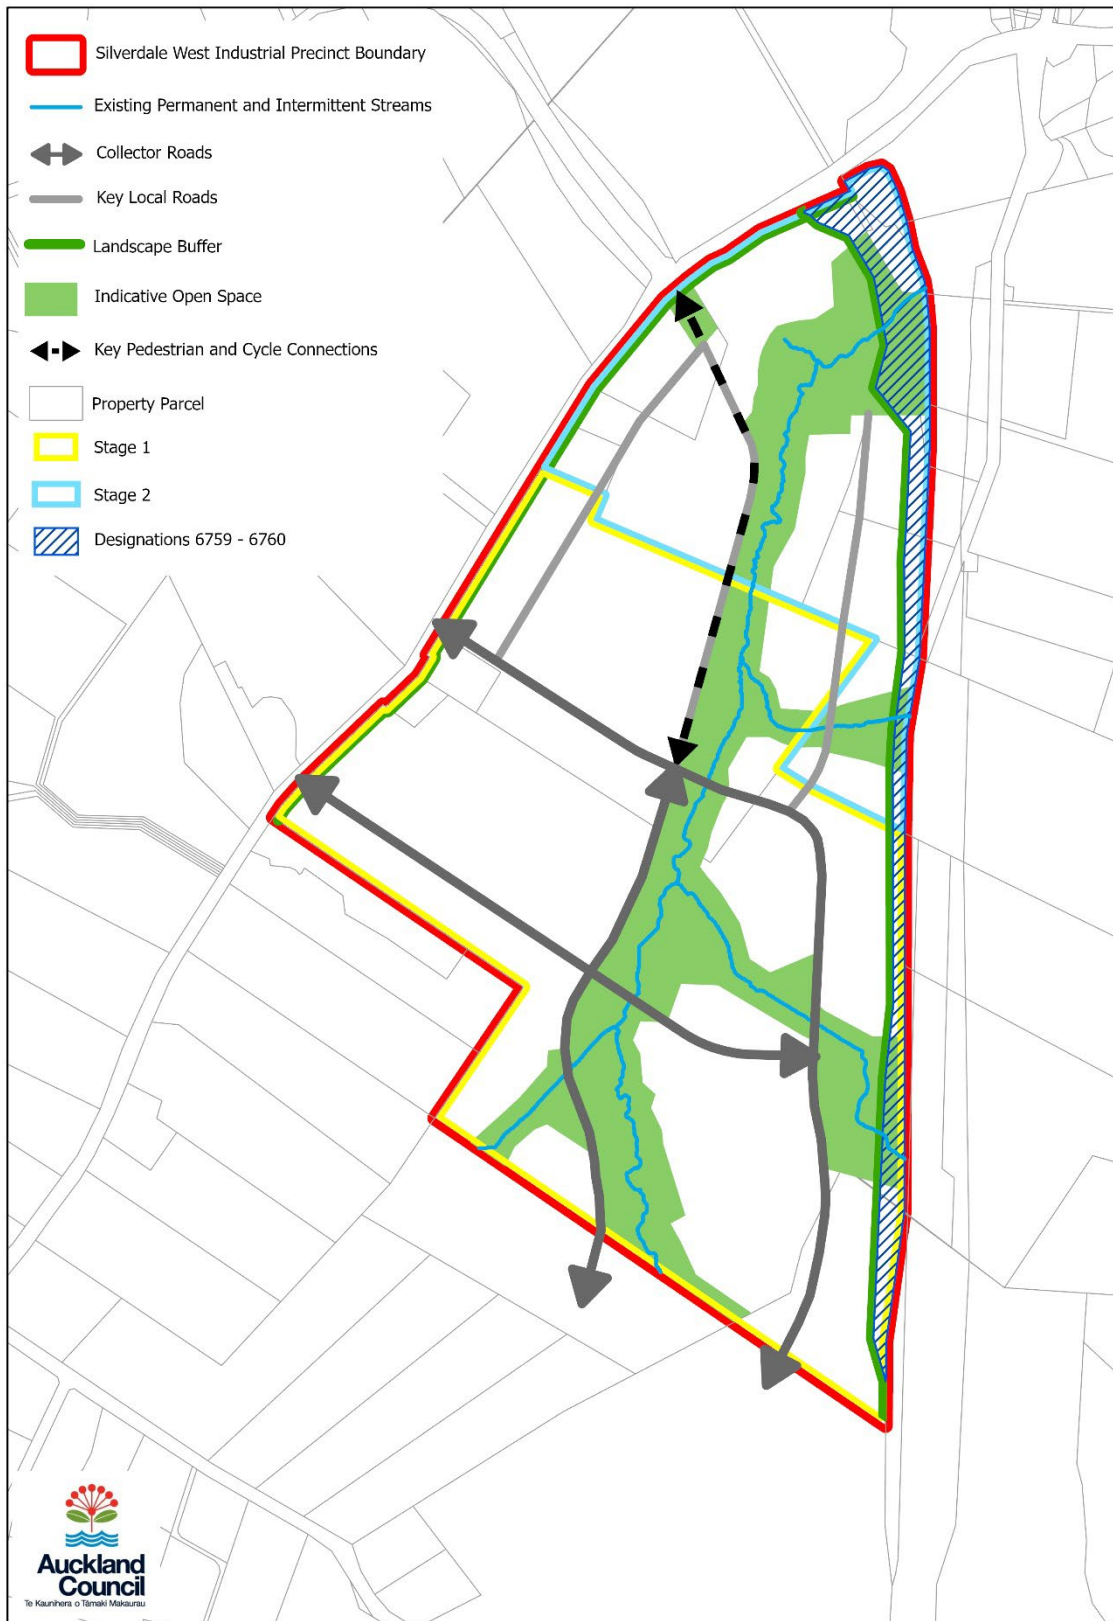 Silverdale West Industrial Precinct Boundary
Existing Permanent and Intermittent Streams
Collector Roads
Key Local Roads
Landscape Buffer
Indicative Open Space
Key Pedestrian and Cycle Connections
Property Parcel
Stage 1
Stage 2
Designations 6759 - 6760
Auckland
Council
Te Kaunihera o Tāmaki Makaurau